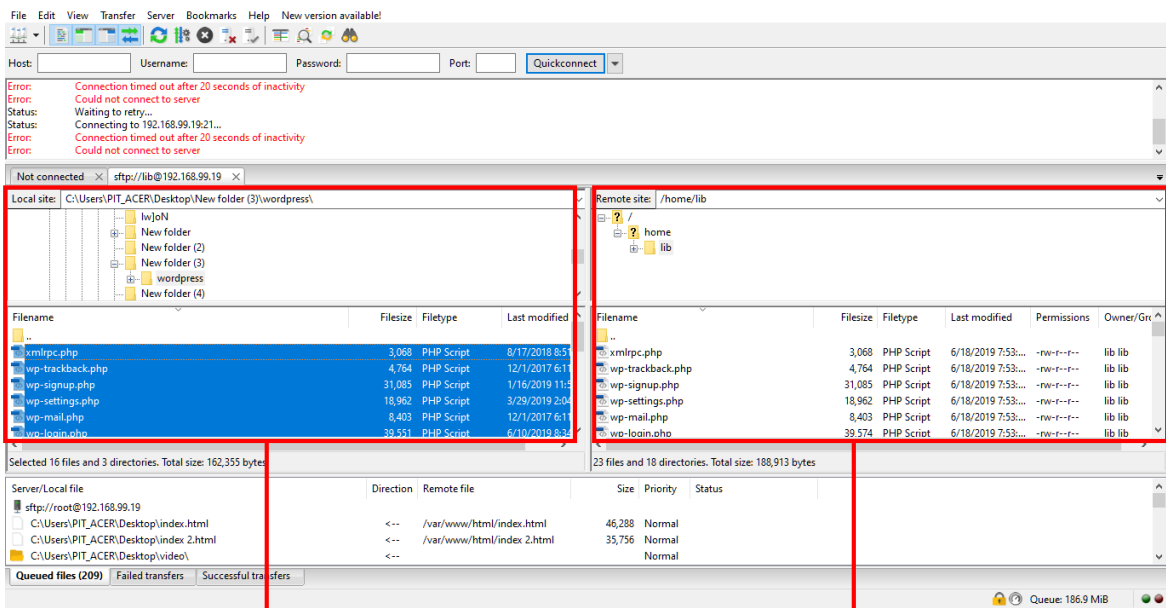 File Edit View Transfer Server Bookmarks Help New version available!
Host: Username: Password: Port: Quickconnect
Error: Connection timed out after 20 seconds of inactivity
Error: Could not connect to server
Status: Waiting to retry...
Status: Connecting to 192.168.99.19:21...
Error: Connection timed out after 20 seconds of inactivity
Error: Could not connect to server
Not connected sftp://lib@192.168.99.19
Local site: C:\Users\PIT_ACER\Desktop\New folder (3)\wordpress\
lw]oN
New folder
New folder (2)
New folder (3)
wordpress
New folder (4)
Filename Filesize Filetype Last modified
..
xmlrpc.php 3,068 PHP Script 8/17/2018 8:51
wp-trackback.php 4,764 PHP Script 12/1/2017 6:11
wp-signup.php 31,085 PHP Script 1/16/2019 11:5
wp-settings.php 18,962 PHP Script 3/29/2019 2:04
wp-mail.php 8,403 PHP Script 12/1/2017 6:11
wp-login.php 39,551 PHP Script 6/10/2019 8:34
Selected 16 files and 3 directories. Total size: 162,355 bytes
Remote site: /home/lib
/
home
lib
Filename Filesize Filetype Last modified Permissions Owner/Grc
..
xmlrpc.php 3,068 PHP Script 6/18/2019 7:53:... -rw-r--r-- lib lib
wp-trackback.php 4,764 PHP Script 6/18/2019 7:53:... -rw-r--r-- lib lib
wp-signup.php 31,085 PHP Script 6/18/2019 7:53:... -rw-r--r-- lib lib
wp-settings.php 18,962 PHP Script 6/18/2019 7:53:... -rw-r--r-- lib lib
wp-mail.php 8,403 PHP Script 6/18/2019 7:53:... -rw-r--r-- lib lib
wp-login.php 39,574 PHP Script 6/18/2019 7:53:... -rw-r--r-- lib lib
23 files and 18 directories. Total size: 188,913 bytes
Server/Local file Direction Remote file Size Priority Status
sftp://root@192.168.99.19
C:\Users\PIT_ACER\Desktop\index.html <-- /var/www/html/index.html 46,288 Normal
C:\Users\PIT_ACER\Desktop\index 2.html <-- /var/www/html/index 2.html 35,756 Normal
C:\Users\PIT_ACER\Desktop\video\ <-- Normal
Queued files (209) Failed transfers Successful transfers
Queue: 186.9 MiB